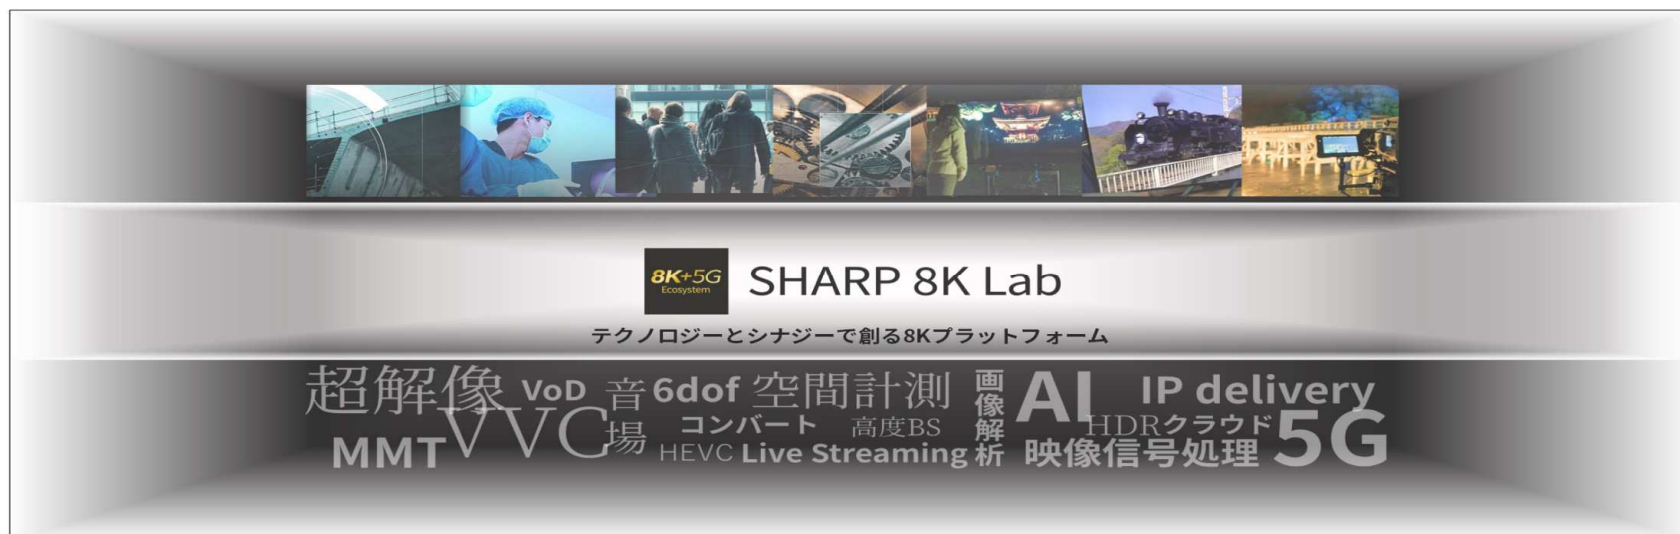 8K+5G
Ecosystem
SHARP 8K Lab
テクノロジーとシナジーで創る8Kプラットフォーム
超解像 VoD 音場 6dof 空間計測 画像解析 AI IP delivery
VVC コンバート 高度BS HDR クラウド 5G
MMT HEVC Live Streaming 映像信号処理